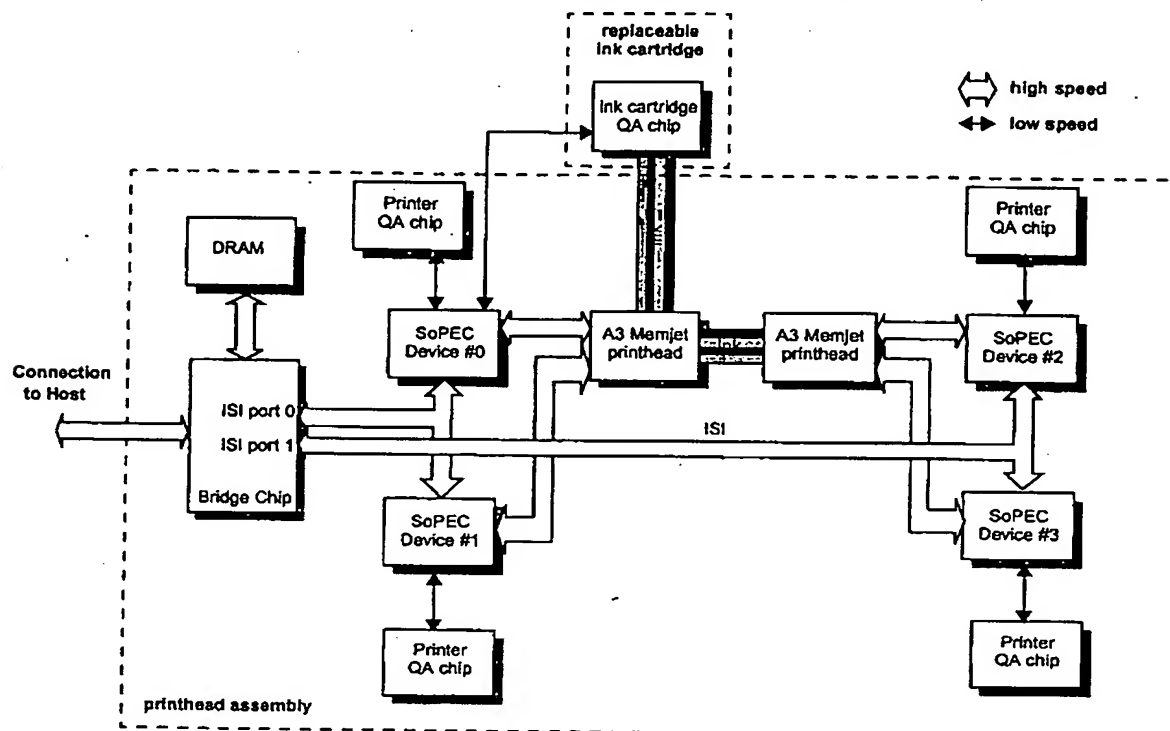 replaceable
ink cartridge
ink cartridge
QA chip
high speed
low speed
Printer
QA chip
Printer
QA chip
DRAM
SoPEC
Device #0
A3 Memjet
printhead
Ink
A3 Memjet
printhead
SoPEC
Device #2
Connection
to Host
ISI port 0
ISI port 1
ISI
Bridge Chip
SoPEC
Device #1
SoPEC
Device #3
Printer
QA chip
Printer
QA chip
printhead assembly